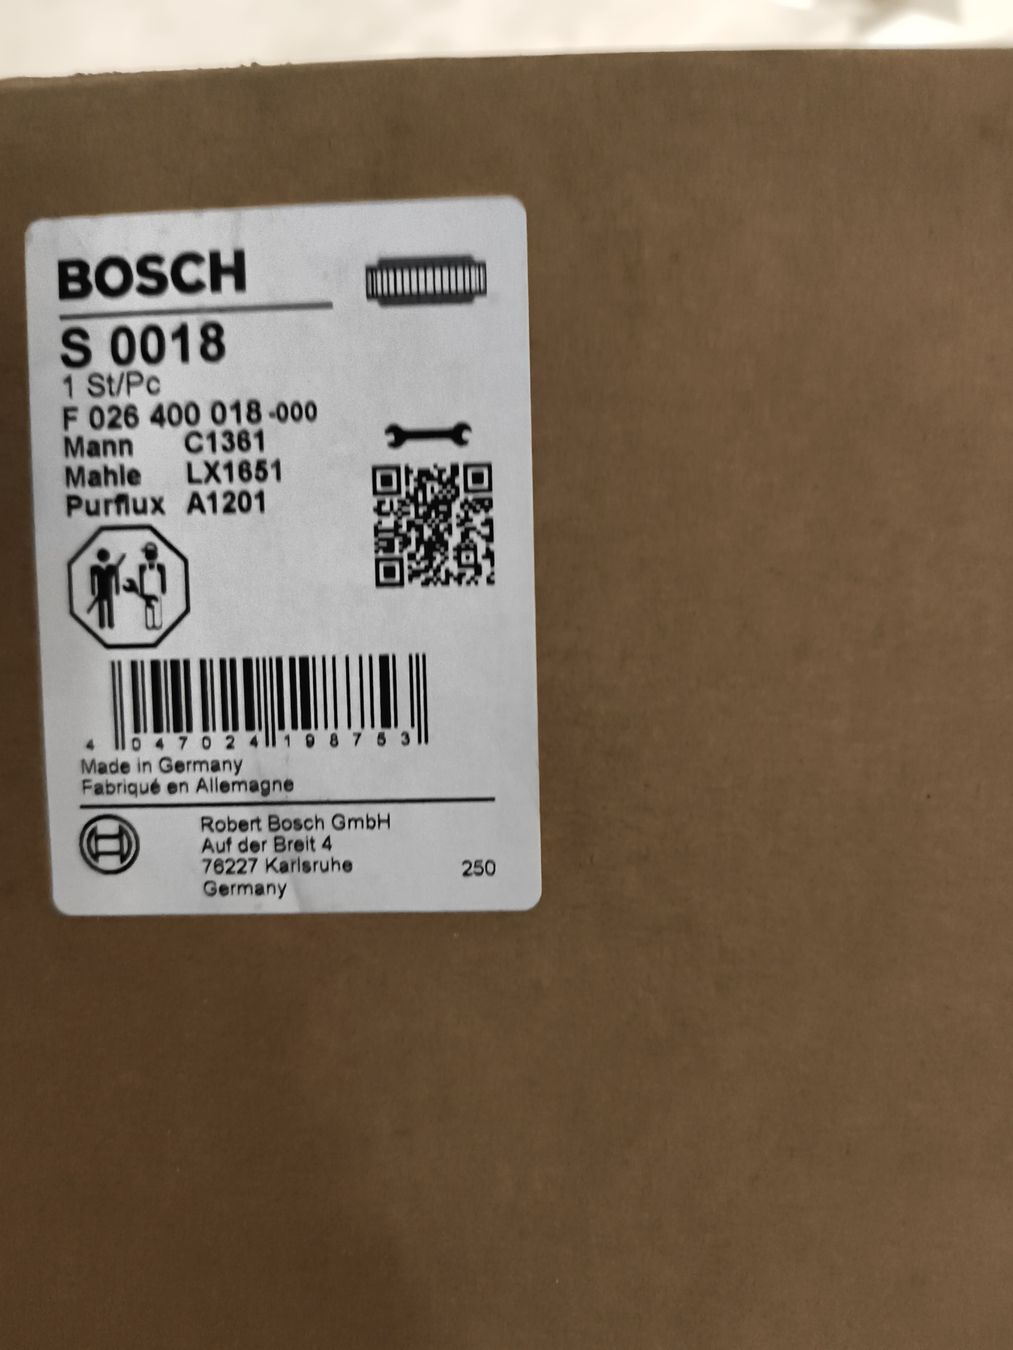 BOSCH
S 0018
1 St/Pc
F 026 400 018-000
Mann C1361
Mahle LX1651
Purflux A1201
4 047024 198753
Made in Germany
Fabriqué en Allemagne
Robert Bosch GmbH
Auf der Breit 4
76227 Karlsruhe 250
Germany